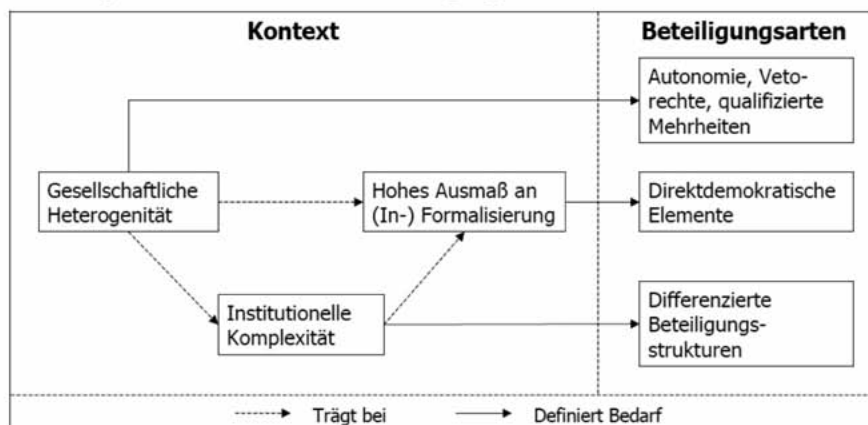 Kontext
Beteiligungsarten
Autonomie, Veto-
rechte, qualifizierte
Mehrheiten
Gesellschaftliche
Heterogenität
Hohes Ausmaß an
(In-) Formalisierung
Direktdemokratische
Elemente
Institutionelle
Komplexität
Differenzierte
Beteiligungs-
strukturen
Trägt bei
Definiert Bedarf